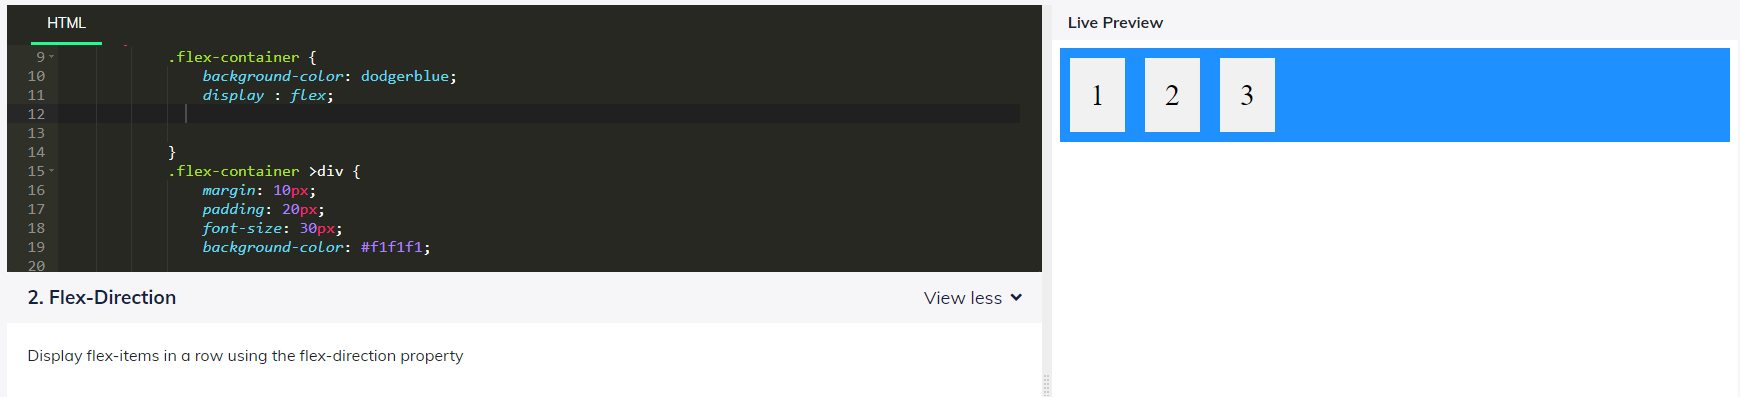 HTML
9 .flex-container {
10 background-color: dodgerblue;
11 display : flex;
12
13
14 }
15 .flex-container >div {
16 margin: 10px;
17 padding: 20px;
18 font-size: 30px;
19 background-color: #f1f1f1;
20
2. Flex-Direction View less
Display flex-items in a row using the flex-direction property
Live Preview
1 2 3